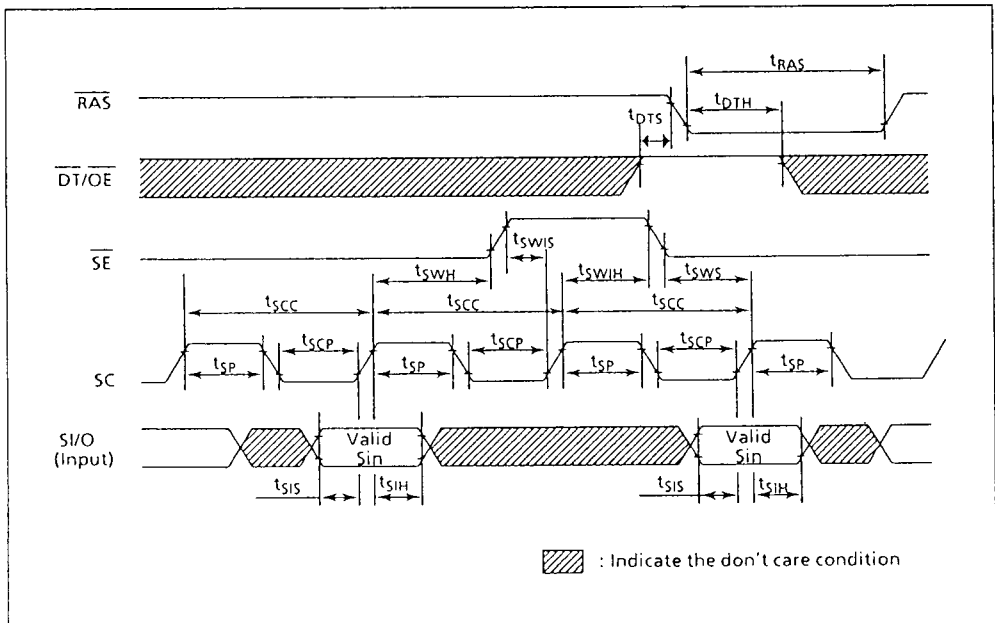 tRAS
RAS
tDTH
tDTS
DT/OE
tSWIS
SE
tSWH tSWIH tSWS
tSCC tSCC tSCC
tSCP tSCP tSCP
SC tSP tSP tSP tSP
SI/O
(Input)
Valid
Sin
Valid
Sin
tSIS tSIH tSIS tSIH
: Indicate the don't care condition